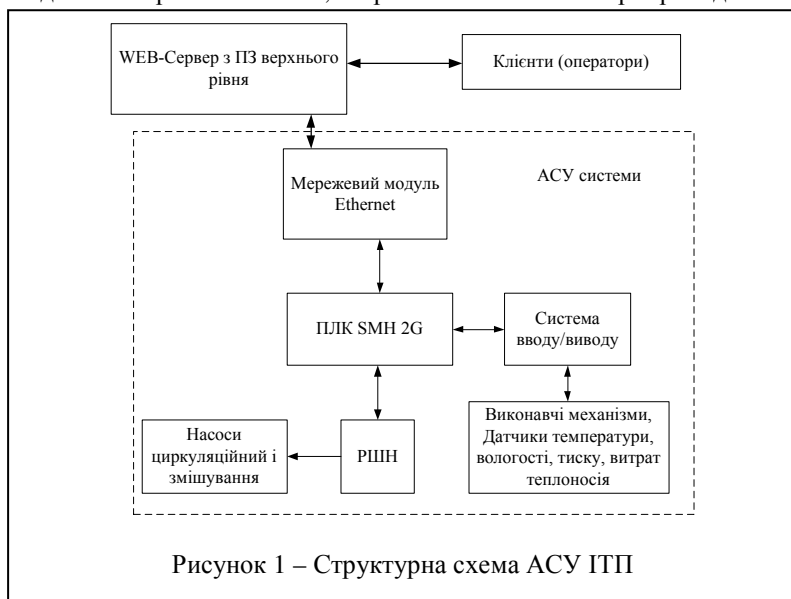 WEB-Сервер з ПЗ верхнього
рівня
Клієнти (оператори)
Мережевий модуль
Ethernet
АСУ системи
ПЛК SMH 2G
Система
вводу/виводу
Насоси
циркуляційний і
змішування
РШН
Виконавчі механізми,
Датчики температури,
вологості, тиску, витрат
теплоносія
Рисунок 1 – Структурна схема АСУ ІТП